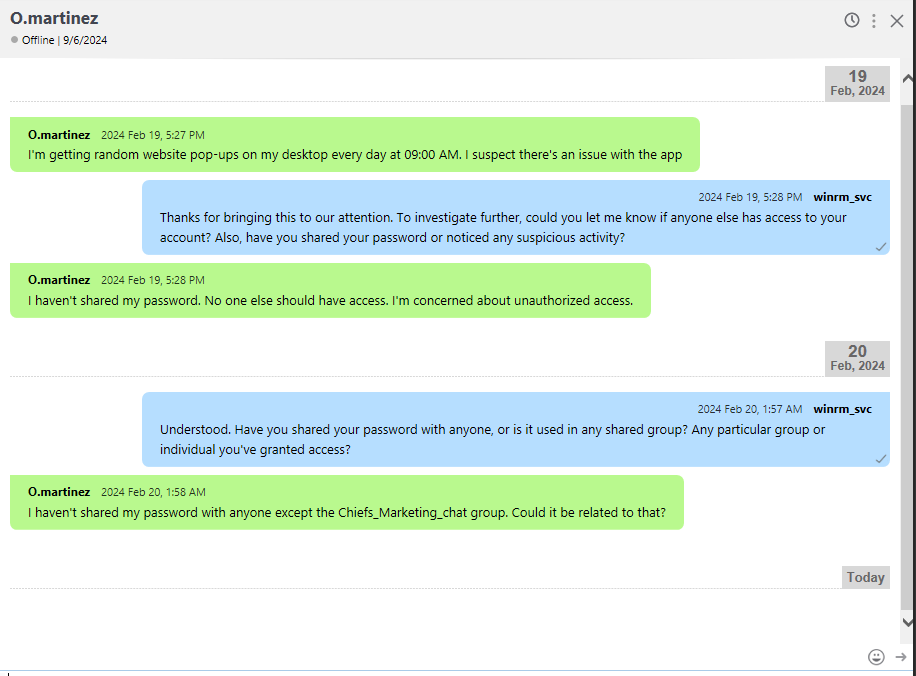 O.martinez
Offline | 9/6/2024
19
Feb, 2024
O.martinez 2024 Feb 19, 5:27 PM
I'm getting random website pop-ups on my desktop every day at 09:00 AM. I suspect there's an issue with the app
2024 Feb 19, 5:28 PM winrm_svc
Thanks for bringing this to our attention. To investigate further, could you let me know if anyone else has access to your
account? Also, have you shared your password or noticed any suspicious activity?
O.martinez 2024 Feb 19, 5:28 PM
I haven't shared my password. No one else should have access. I'm concerned about unauthorized access.
20
Feb, 2024
2024 Feb 20, 1:57 AM winrm_svc
Understood. Have you shared your password with anyone, or is it used in any shared group? Any particular group or
individual you've granted access?
O.martinez 2024 Feb 20, 1:58 AM
I haven't shared my password with anyone except the Chiefs_Marketing_chat group. Could it be related to that?
Today